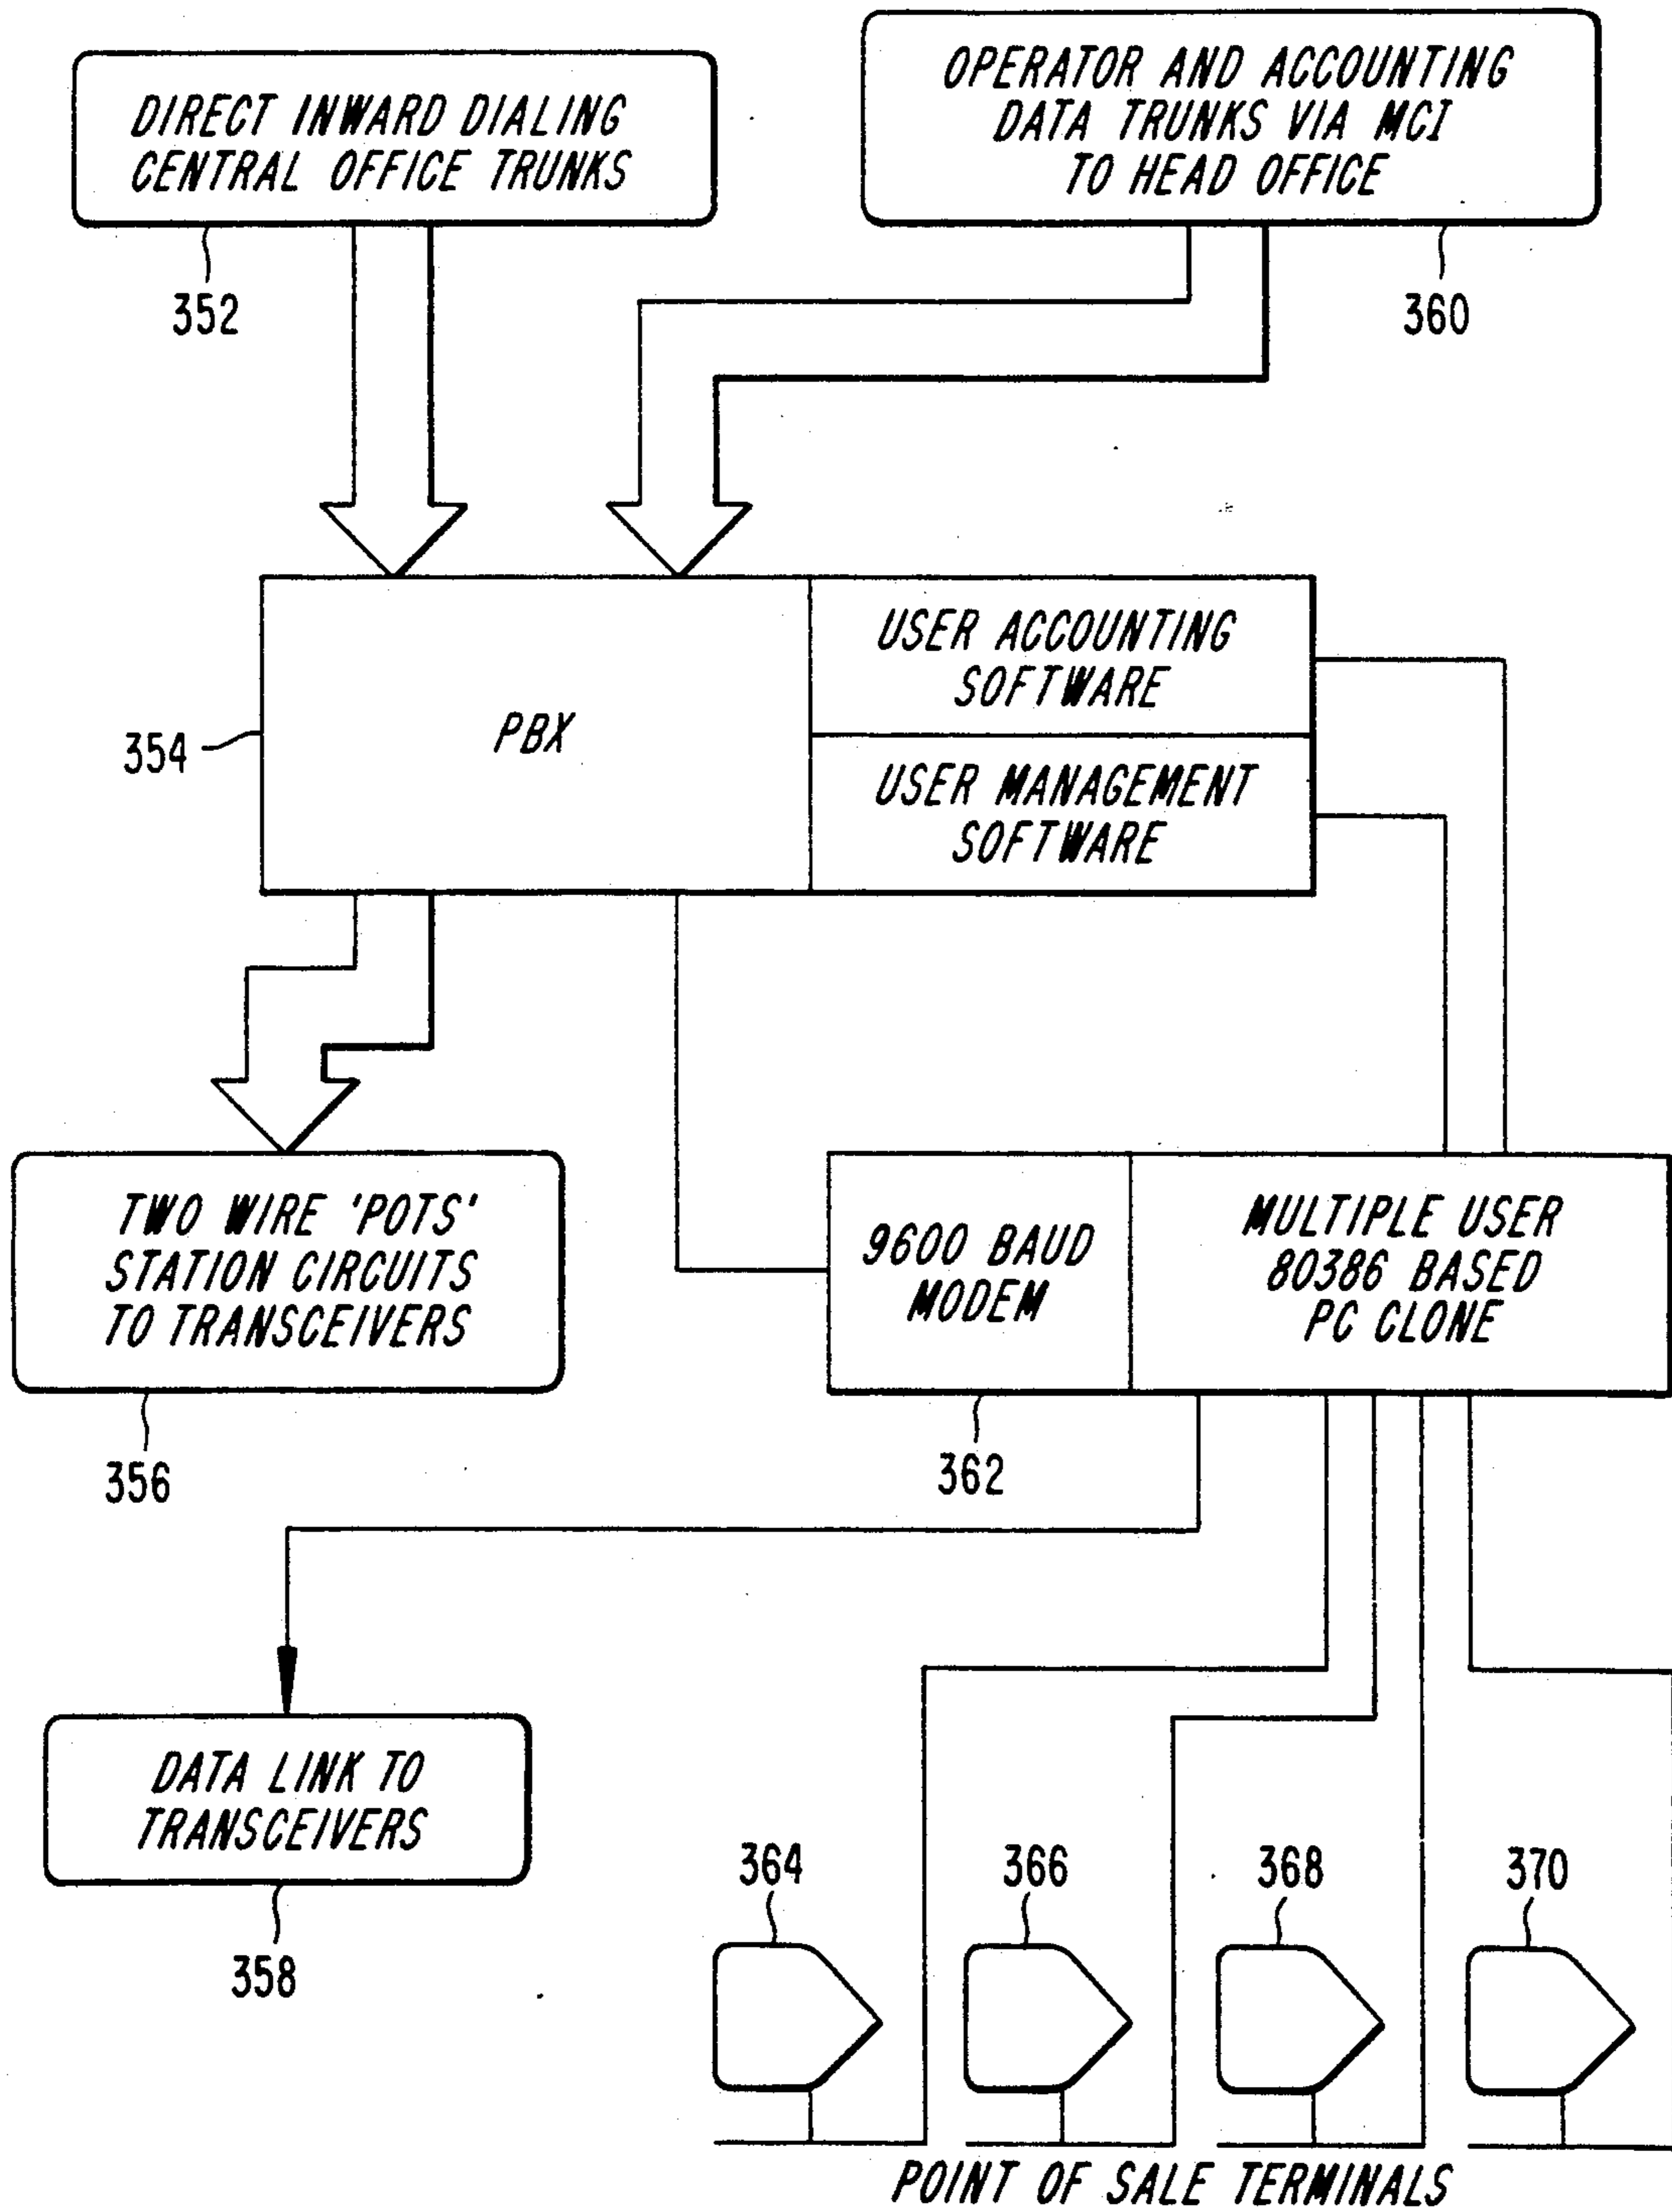 DIRECT INWARD DIALING
CENTRAL OFFICE TRUNKS
352
OPERATOR AND ACCOUNTING
DATA TRUNKS VIA MCI
TO HEAD OFFICE
360
354
PBX
USER ACCOUNTING
SOFTWARE
USER MANAGEMENT
SOFTWARE
TWO WIRE 'POTS'
STATION CIRCUITS
TO TRANSCEIVERS
356
9600 BAUD
MODEM
MULTIPLE USER
80386 BASED
PC CLONE
362
DATA LINK TO
TRANSCEIVERS
358
364
366
368
370
POINT OF SALE TERMINALS